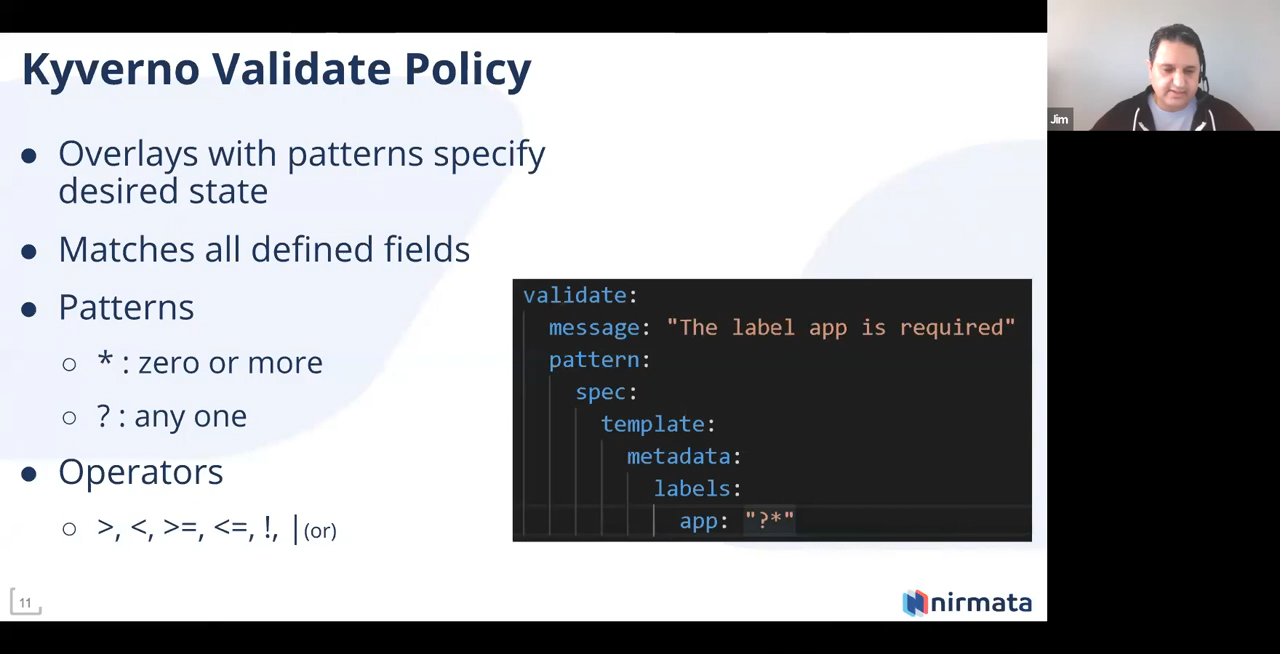 Kyverno Validate Policy
● Overlays with patterns specify
desired state
● Matches all defined fields
● Patterns
○ * : zero or more
○ ? : any one
● Operators
○ >, <, >=, <=, !, |(or)
validate:
message: "The label app is required"
pattern:
spec:
template:
metadata:
labels:
app: "?*"
11
nirmata
Jim